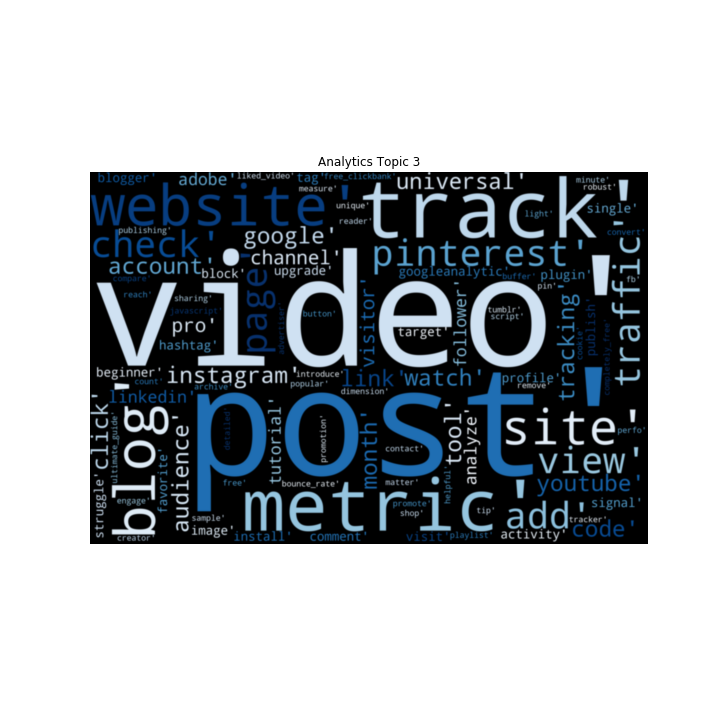 Analytics Topic 3
blogger'
adobe'
liked_video'
tag'
free_clickbank'
measure'
universal'
minute'
robust'
website'
unique'
reader'
track'
light'
single'
publishing'
check'
google'
channel'
pinterest'
convert'
account'
block'
upgrade'
page'
googleanalytic'
buffer'
plugin'
pin'
fb'
traffic'
compare'
reach'
sharing'
javascript'
pro'
hashtag'
video'
button'
advertiser'
visitor'
target'
follower'
tumblr'
script'
tracking'
cookie'
publish'
completely_free'
beginner'
count'
instagram'
archive'
introduce'
popular'
dimension'
link'
watch'
profile'
remove'
linkedin'
click'
ultimate_guide'
struggle'
blog'
favorite'
audience'
post'
detailed'
tutorial'
promotion'
month'
contact'
tool
analyze'
site'
perfo'
view'
youtube'
free'
bounce_rate'
matter'
helpful'
metric'
engage'
creator'
sample'
image'
install'
comment'
promote'
shop'
tip'
add'
signal'
tracker'
code'
visit'
playlist'
activity'